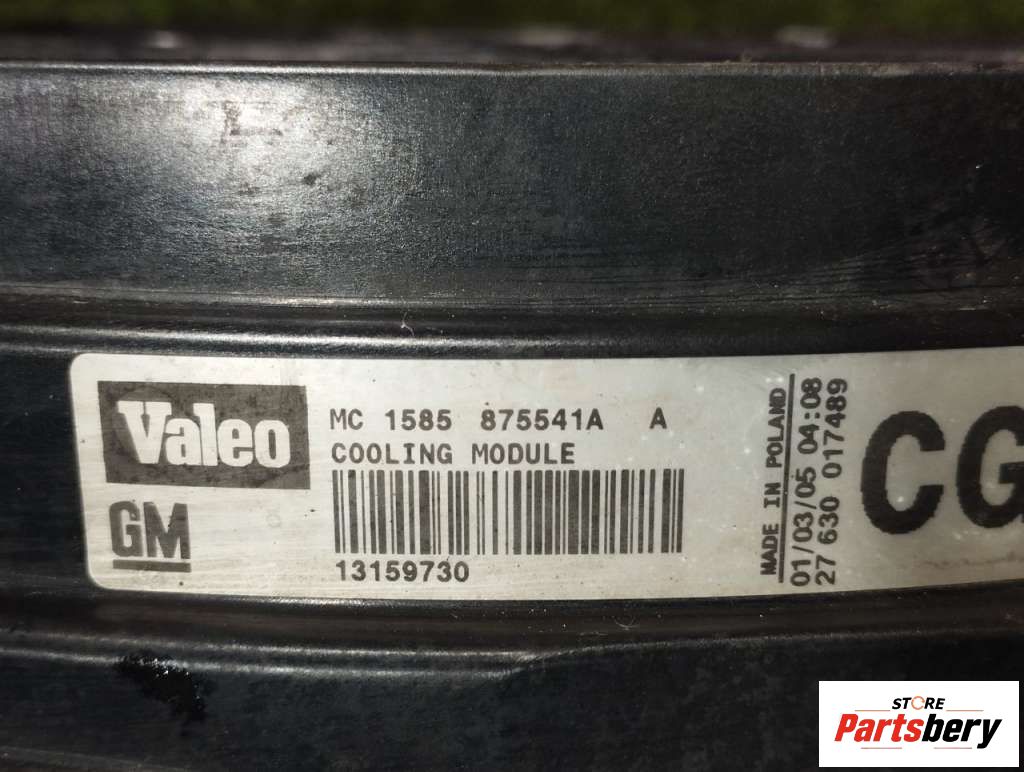 Valeo
GM
MC 1585 875541A A
COOLING MODULE
13159730
MADE IN POLAND
01/03/05 04:08
27 630 017489
CG
STORE
Partsbery